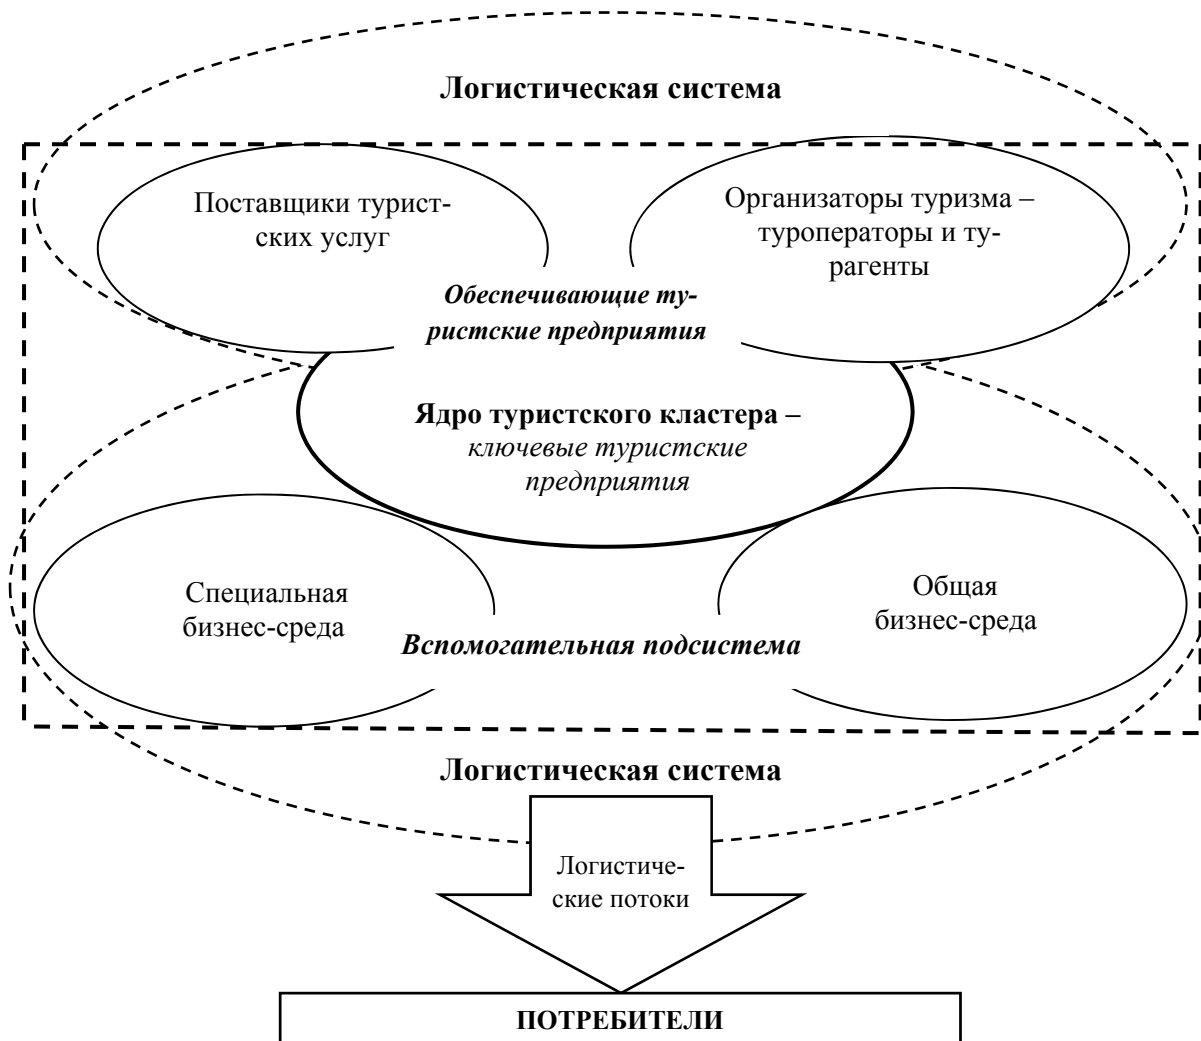 Логистическая система
Поставщики турист-
ских услуг
Организаторы туризма –
туроператоры и ту-
рагенты
Обеспечивающие ту-
ристские предприятия
Ядро туристского кластера –
ключевые туристские
предприятия
Специальная
бизнес-среда
Общая
бизнес-среда
Вспомогательная подсистема
Логистическая система
Логистиче-
ские потоки
ПОТРЕБИТЕЛИ